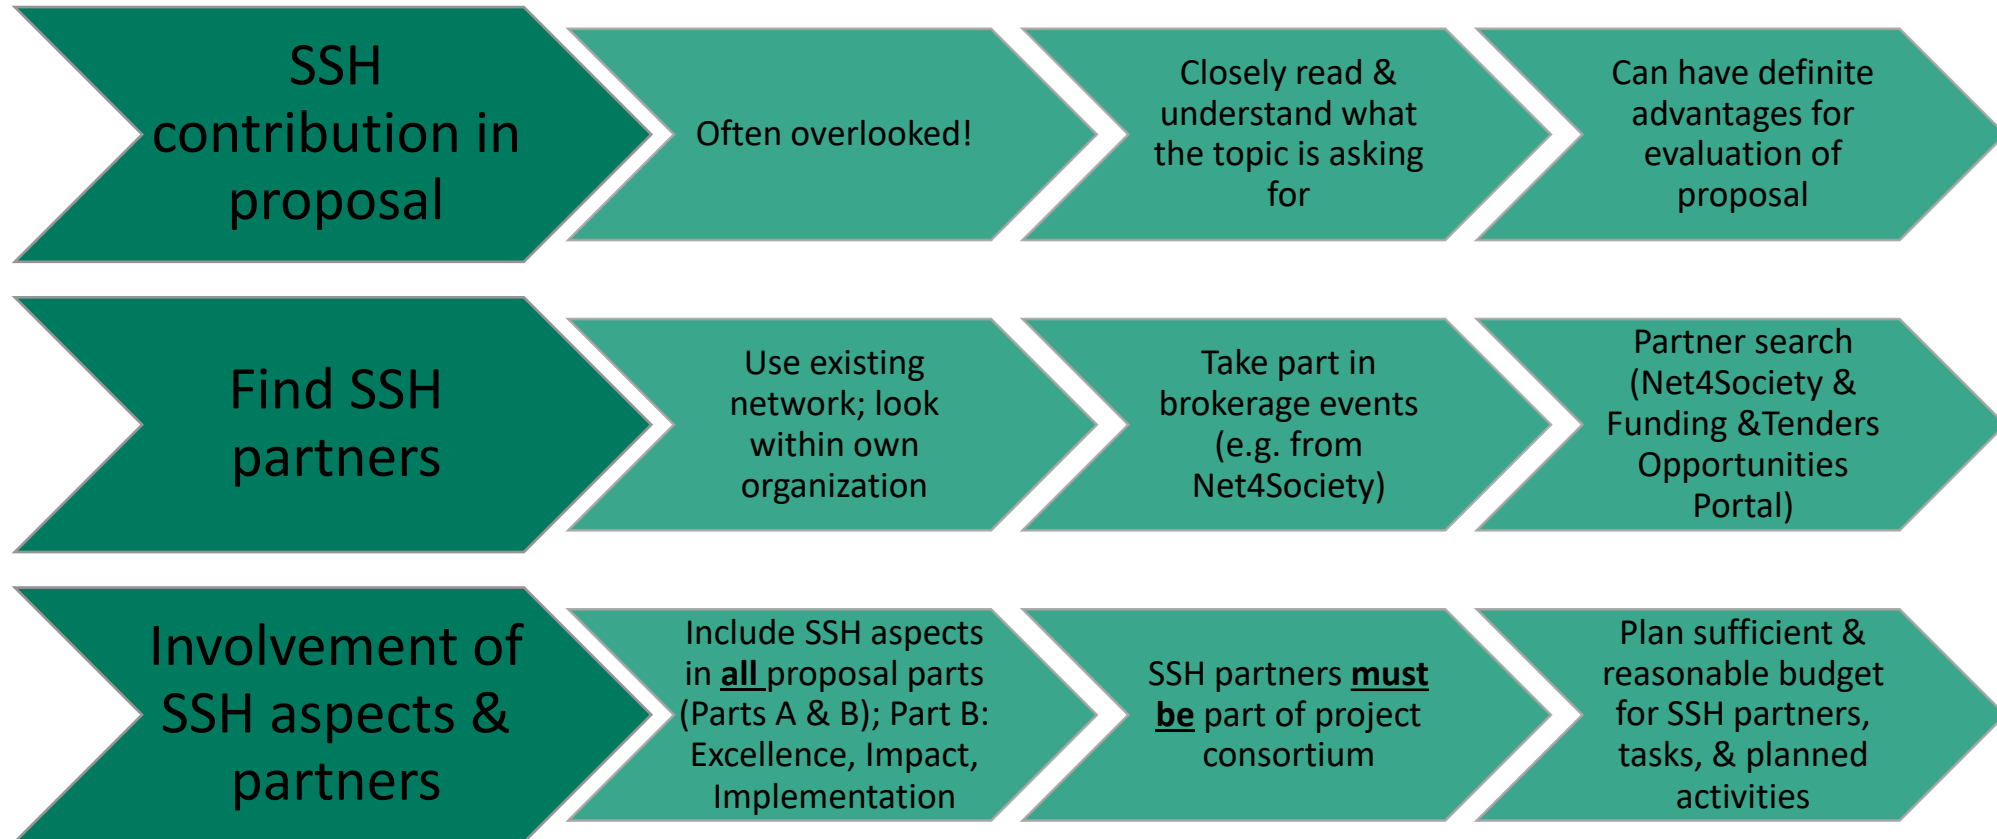 SSH
contribution in
proposal
Often overlooked!
Closely read &
understand what
the topic is asking
for
Can have definite
advantages for
evaluation of
proposal
Find SSH
partners
Use existing
network; look
within own
organization
Take part in
brokerage events
(e.g. from
Net4Society)
Partner search
(Net4Society &
Funding &Tenders
Opportunities
Portal)
Involvement of
SSH aspects &
partners
Include SSH aspects
in all proposal parts
(Parts A & B); Part B:
Excellence, Impact,
Implementation
SSH partners must
be part of project
consortium
Plan sufficient &
reasonable budget
for SSH partners,
tasks, & planned
activities